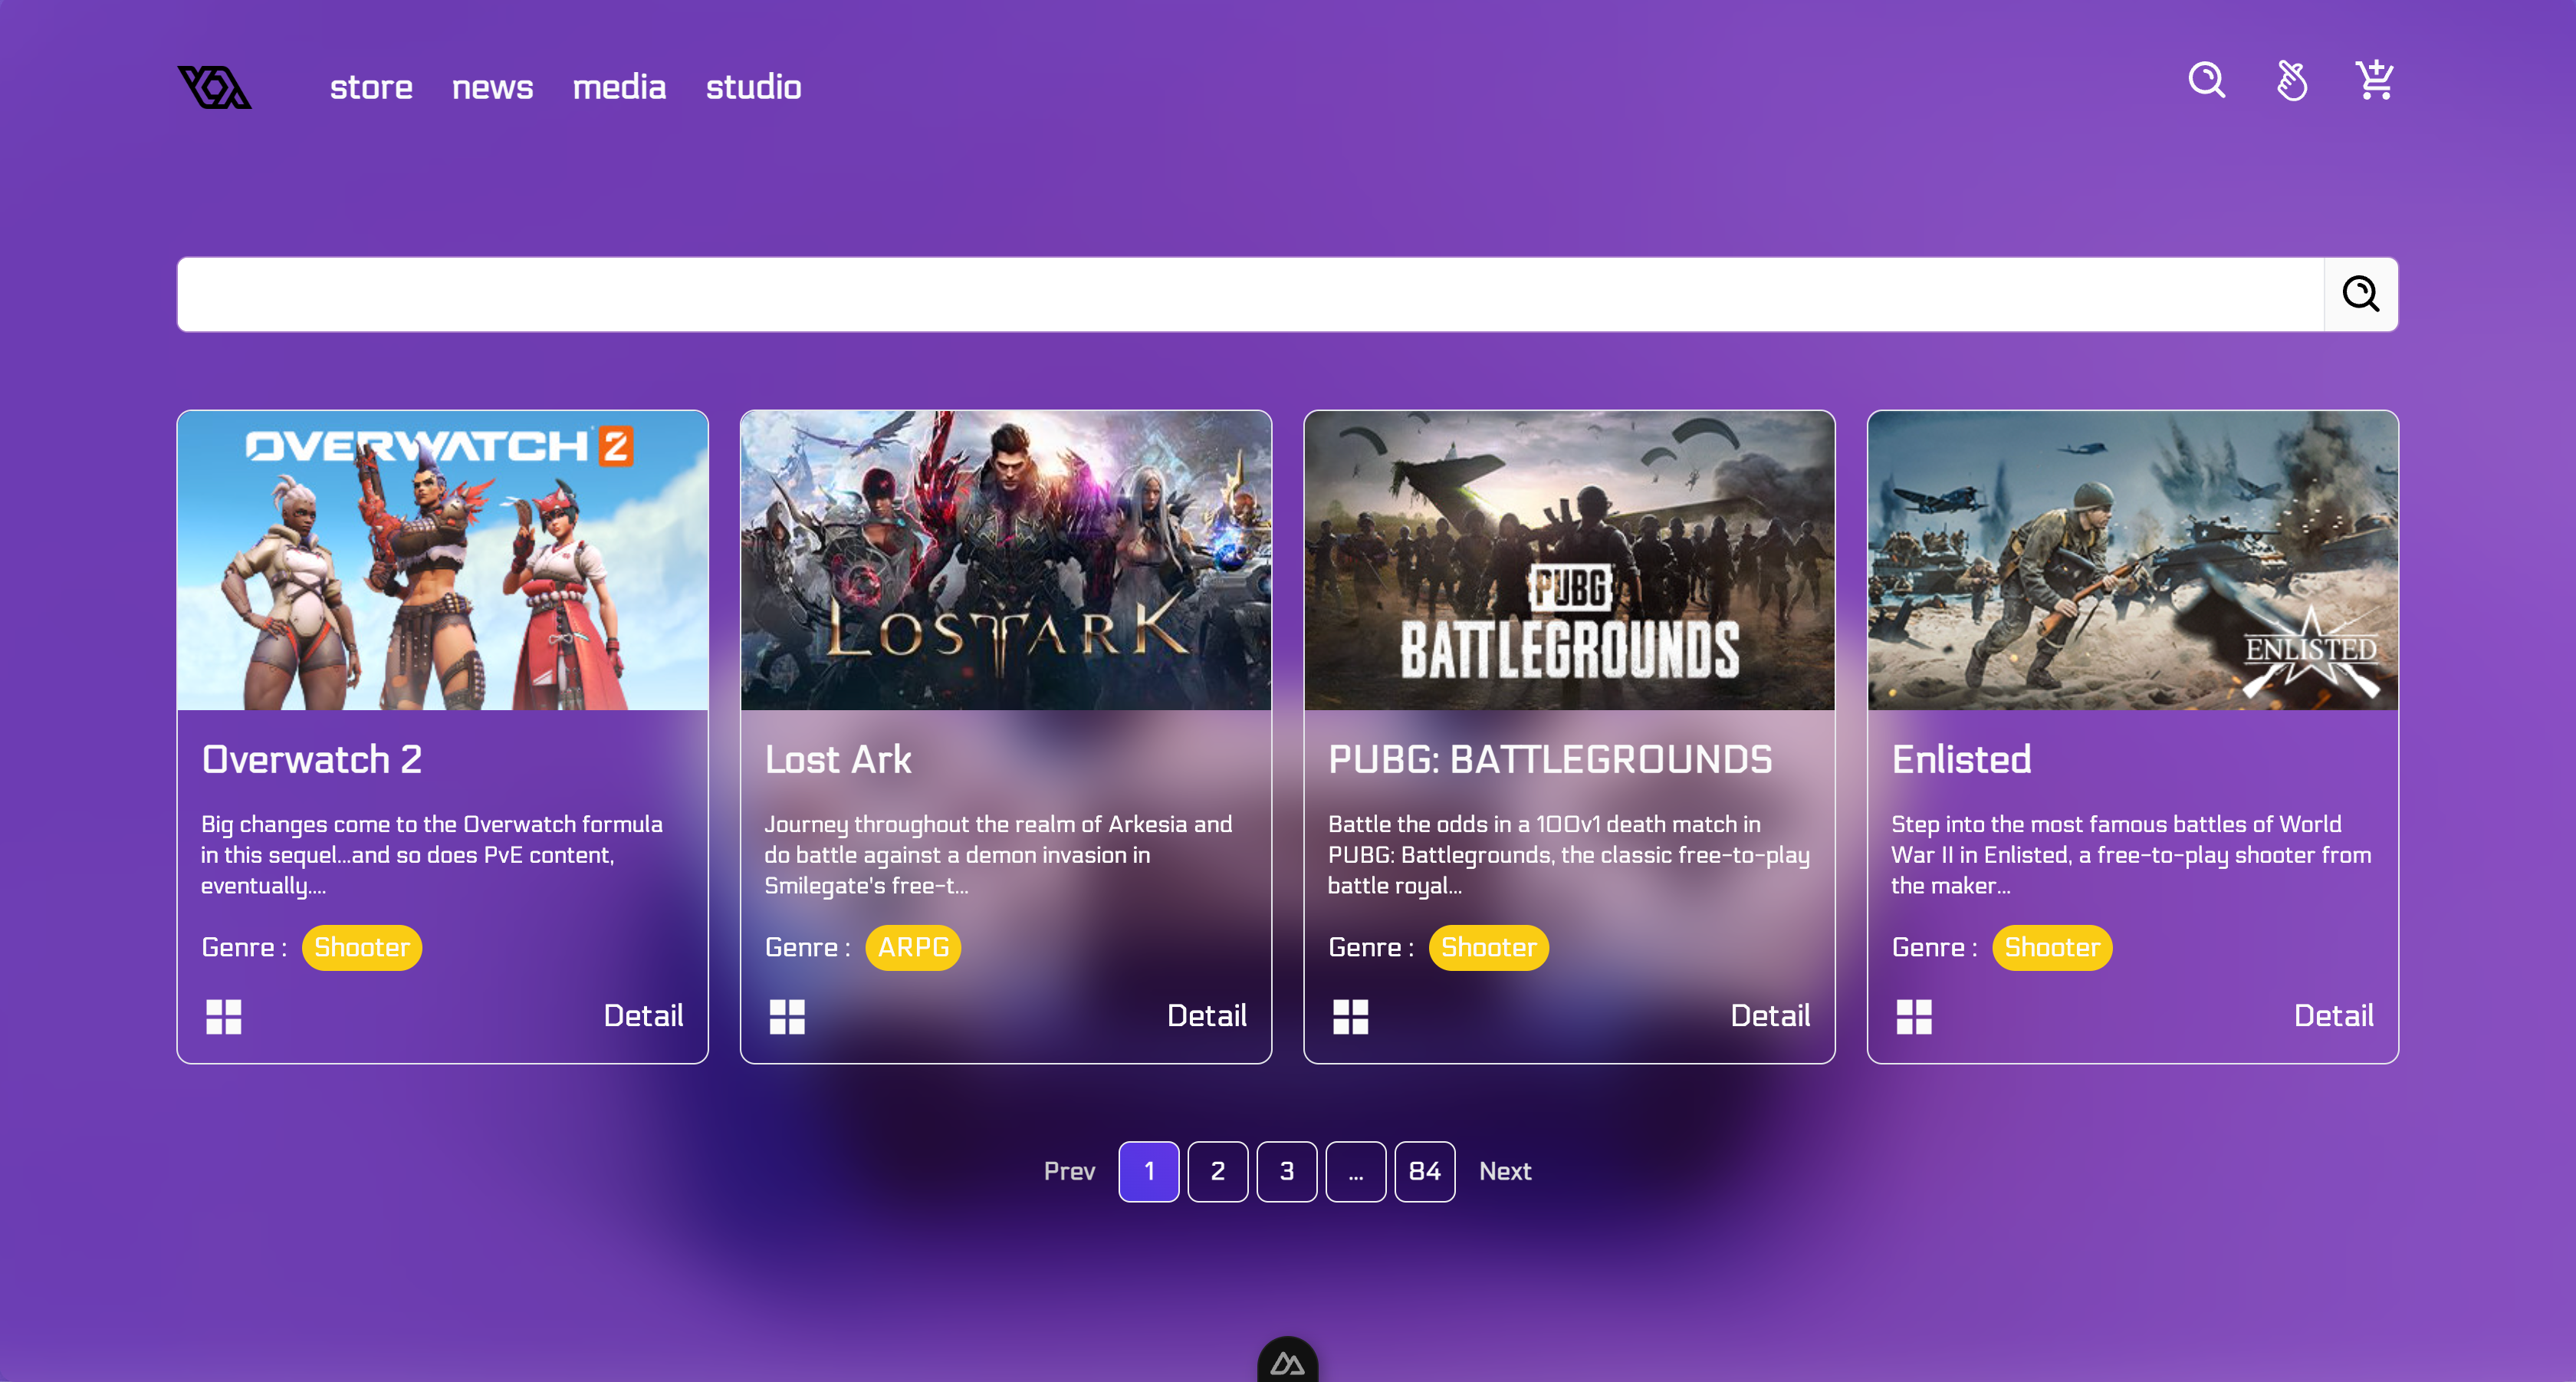 store news media studio
OVERWATCH 2
LOST ARK
PUBG
BATTLEGROUNDS
ENLISTED
Overwatch 2
Big changes come to the Overwatch formula
in this sequel...and so does PvE content,
eventually....
Genre : Shooter
Detail
Lost Ark
Journey throughout the realm of Arkesia and
do battle against a demon invasion in
Smilegate's free-t...
Genre : ARPG
Detail
PUBG: BATTLEGROUNDS
Battle the odds in a 100v1 death match in
PUBG: Battlegrounds, the classic free-to-play
battle royal...
Genre : Shooter
Detail
Enlisted
Step into the most famous battles of World
War II in Enlisted, a free-to-play shooter from
the maker...
Genre : Shooter
Detail
Prev 1 2 3 ... 84 Next